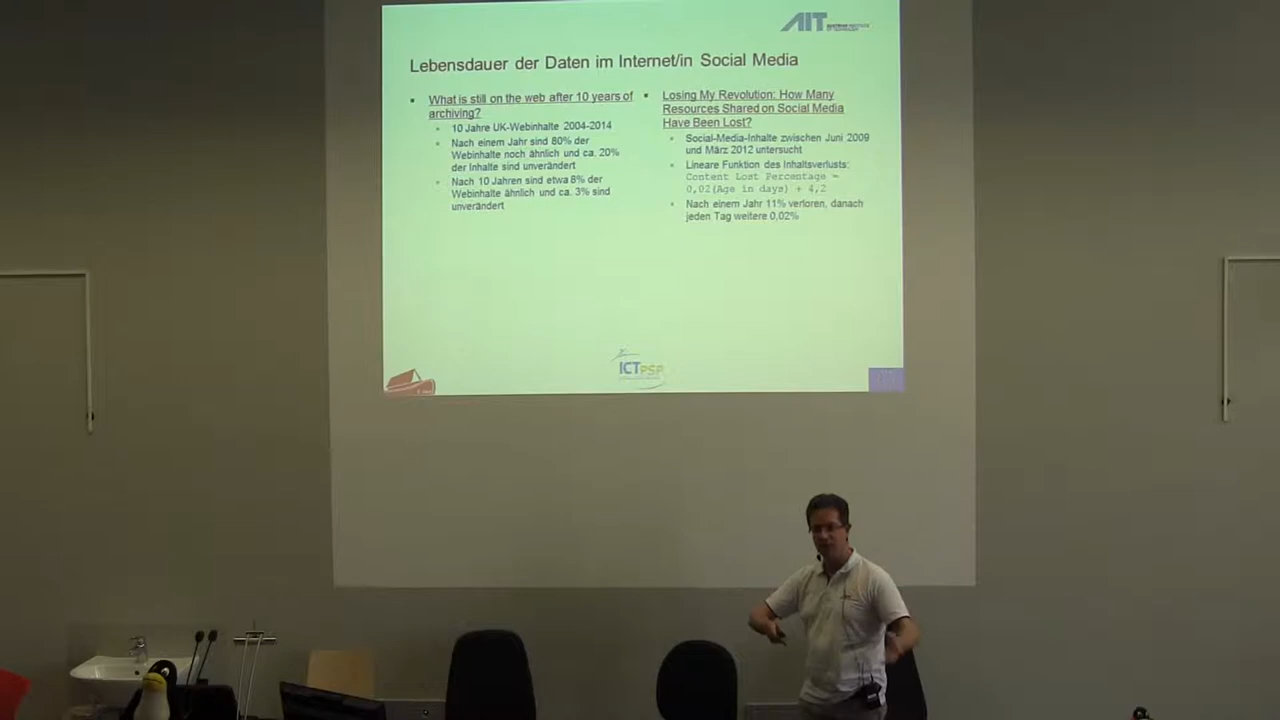 AIT
Lebensdauer der Daten im Internet/in Social Media
What is still on the web after 10 years of
archiving?
10 Jahre UK-Webinhalte 2004-2014
Nach einem Jahr sind 80% der
Webinhalte noch ähnlich und ca. 20%
der Inhalte sind unverändert
Nach 10 Jahren sind etwa 8% der
Webinhalte ähnlich und ca. 3% sind
unverändert
Losing My Revolution: How Many
Resources Shared on Social Media
Have Been Lost?
Social-Media-Inhalte zwischen Juni 2009
und März 2012 untersucht
Lineare Funktion des Inhaltsverlusts:
Content Lost Percentage =
0,02(Age in days) + 4,2
Nach einem Jahr 11% verloren, danach
jeden Tag weitere 0,02%
ICT PSP